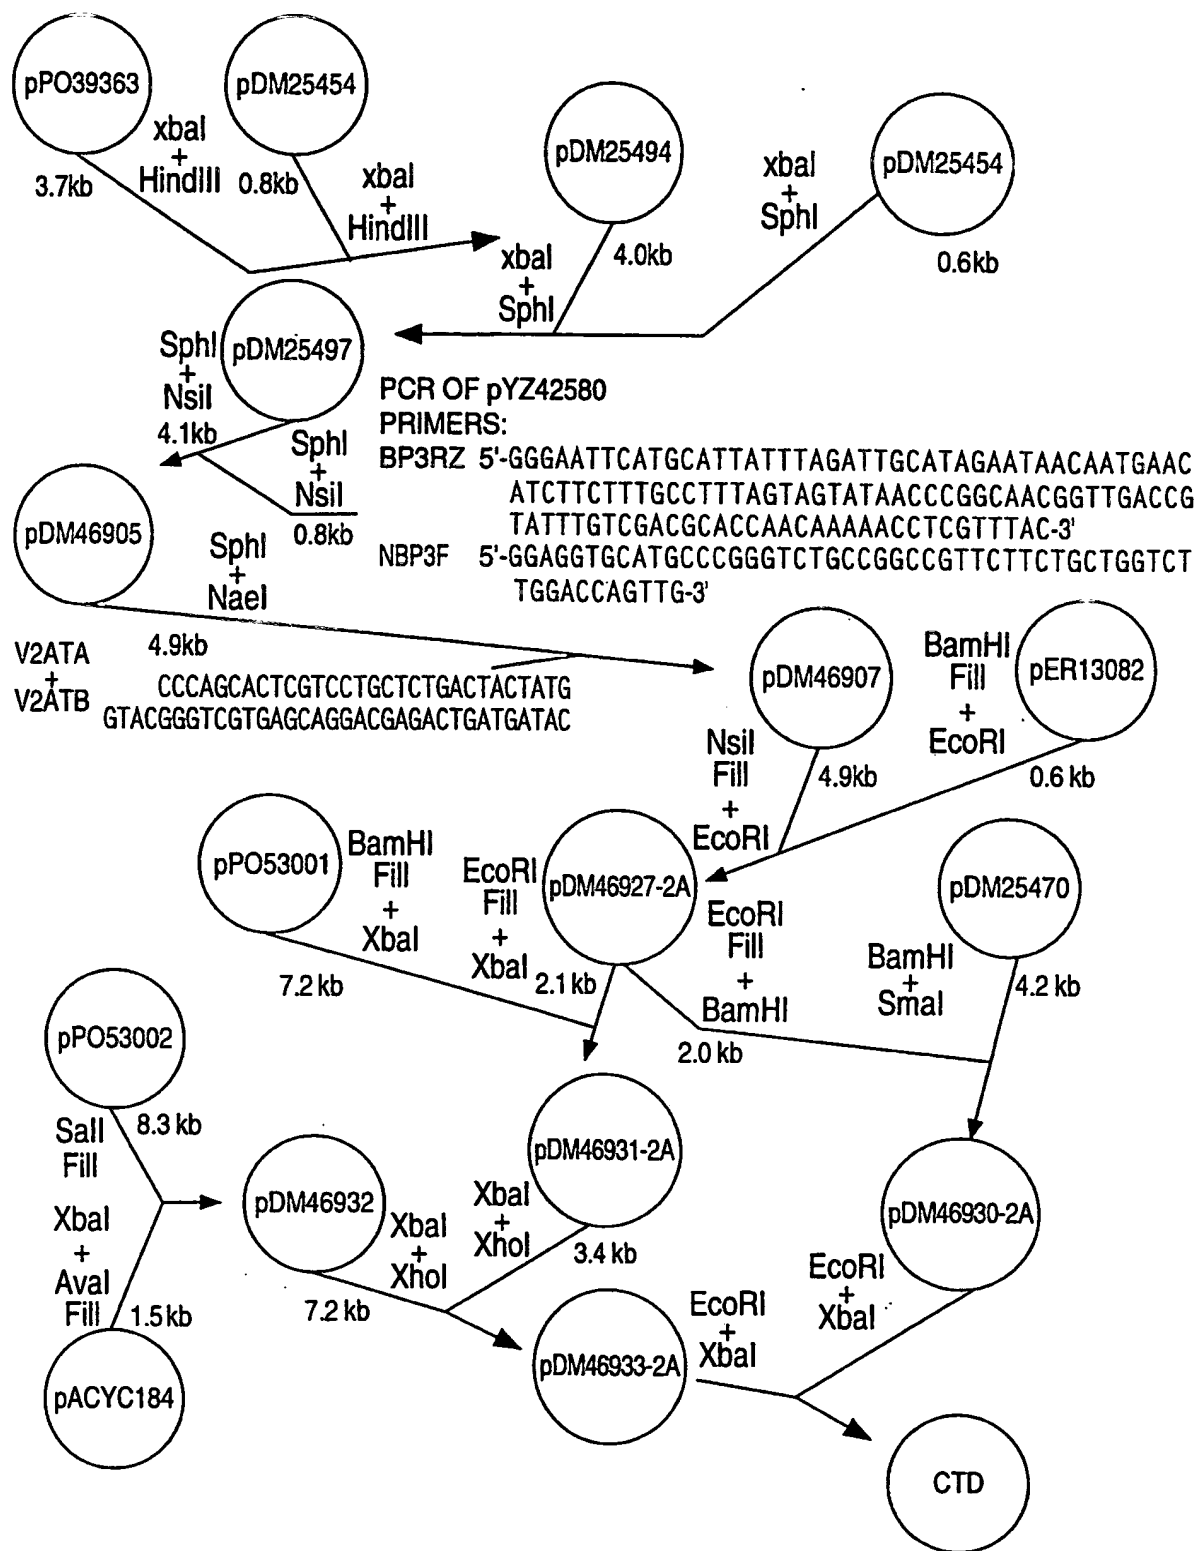 pPO39363
pDM25454
xbaI
+
HindIII
3.7kb
0.8kb
xbaI
+
HindIII
pDM25494
xbaI
+
SphI
4.0kb
pDM25454
xbaI
+
SphI
0.6kb
pDM25497
SphI
+
NsiI
4.1kb
SphI
+
NsiI
0.8kb
PCR OF pYZ42580
PRIMERS:
BP3RZ 5'-GGGAATTCATGCATTATTTAGATTGCATAGAATAACAATGAAC
ATCTTCTTTGCCTTTAGTAGTATAACCCGGCAACGGTTGACCG
TATTTGTCGACGCACCAACAAAAACCTCGTTTAC-3'
NBP3F 5'-GGAGGTGCATGCCCGGGTCTGCCGGCCGTTCTTCTGCTGGTCT
TGGACCAGTTG-3'
pDM46905
SphI
+
NaeI
4.9kb
V2ATA
+
V2ATB
CCCAGCACTCGTCCTGCTCTGACTACTATG
GTACGGGTCGTGAGCAGGACGAGACTGATGATAC
pDM46907
BamHI
Fill
+
EcoRI
pER13082
NsiI
Fill
+
EcoRI
4.9kb
0.6 kb
pPO53001
BamHI
Fill
+
XbaI
7.2 kb
EcoRI
Fill
+
XbaI
2.1 kb
pDM46927-2A
EcoRI
Fill
+
BamHI
2.0 kb
pDM25470
BamHI
+
SmaI
4.2 kb
pPO53002
8.3 kb
SalI
Fill
XbaI
+
AvaI
Fill
1.5 kb
pACYC184
pDM46932
XbaI
+
XhoI
7.2 kb
pDM46931-2A
XbaI
+
XhoI
3.4 kb
pDM46930-2A
EcoRI
+
XbaI
pDM46933-2A
EcoRI
+
XbaI
CTD